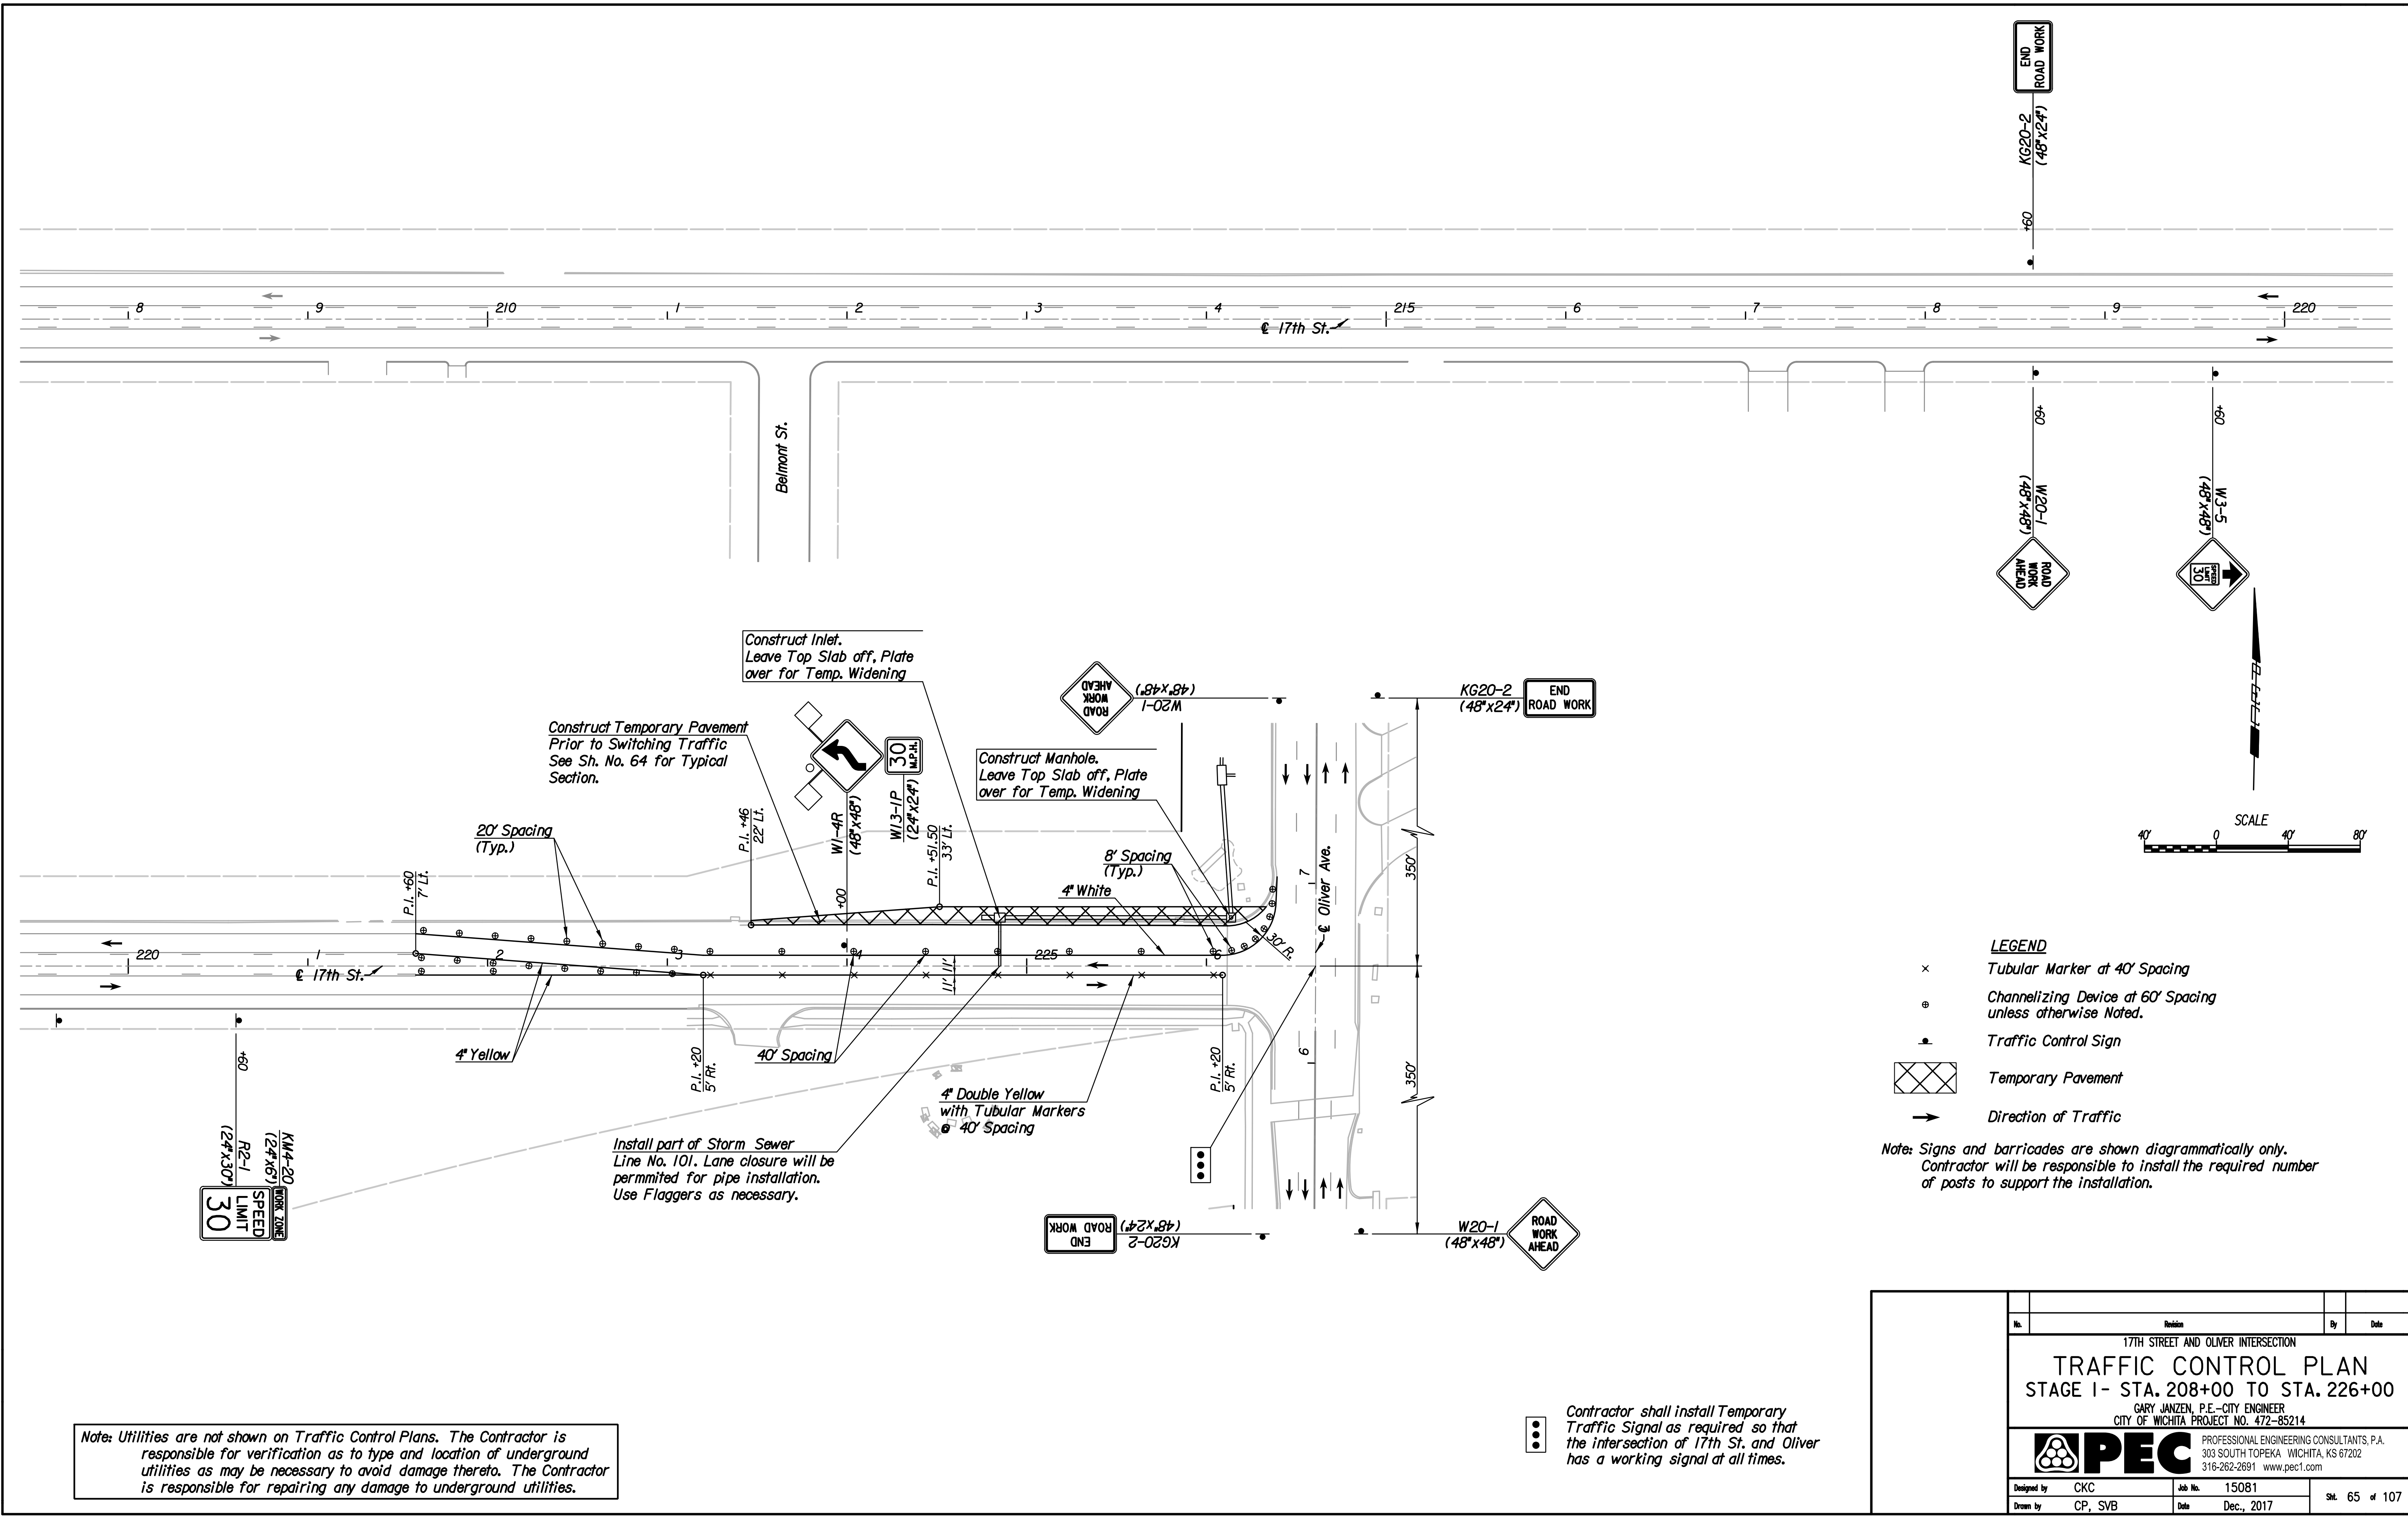 END
ROAD WORK
KG20-2
(48"x24")
+60
8
9
210
1
2
3
4
215
6
7
8
9
220
℄ 17th St.
Belmont St.
+60
W20-1
(48"x48")
ROAD
WORK
AHEAD
+60
W3-5
(48"x48")
SPEED
LIMIT
30
Construct Inlet.
Leave Top Slab off, Plate
over for Temp. Widening
ROAD
WORK
AHEAD
W20-1
(48"x48")
KG20-2
(48"x24")
END
ROAD WORK
Construct Temporary Pavement
Prior to Switching Traffic
See Sh. No. 64 for Typical
Section.
30
M.P.H.
W1-4R
(48"x48")
W13-1P
(24"x24")
Construct Manhole.
Leave Top Slab off, Plate
over for Temp. Widening
20' Spacing
(Typ.)
P.I. +46
22' Lt.
P.I. +51.50
33' Lt.
8' Spacing
(Typ.)
4" White
P.I. +60
7' Lt.
+00
30' R.
7
℄ Oliver Ave.
350'
SCALE
40'
0
40'
80'
220
1
2
3
4
225
6
℄ 17th St.
11'
11'
4" Yellow
40' Spacing
P.I. +20
5' Rt.
P.I. +20
5' Rt.
6
350'
+60
4" Double Yellow
with Tubular Markers
@ 40' Spacing
Install part of Storm Sewer
Line No. 101. Lane closure will be
permmited for pipe installation.
Use Flaggers as necessary.
R2-1
(24"x30")
KM4-20
(24"x6")
WORK ZONE
SPEED
LIMIT
30
END
ROAD WORK
KG20-2
(48"x24")
W20-1
(48"x48")
ROAD
WORK
AHEAD
LEGEND
Tubular Marker at 40' Spacing
Channelizing Device at 60' Spacing
unless otherwise Noted.
Traffic Control Sign
Temporary Pavement
Direction of Traffic
Note: Signs and barricades are shown diagrammatically only.
Contractor will be responsible to install the required number
of posts to support the installation.
Note: Utilities are not shown on Traffic Control Plans. The Contractor is
responsible for verification as to type and location of underground
utilities as may be necessary to avoid damage thereto. The Contractor
is responsible for repairing any damage to underground utilities.
Contractor shall install Temporary
Traffic Signal as required so that
the intersection of 17th St. and Oliver
has a working signal at all times.
No.
Revision
By
Date
17TH STREET AND OLIVER INTERSECTION
TRAFFIC CONTROL PLAN
STAGE 1- STA. 208+00 TO STA. 226+00
GARY JANZEN, P.E.-CITY ENGINEER
CITY OF WICHITA PROJECT NO. 472-85214
PEC
PROFESSIONAL ENGINEERING CONSULTANTS, P.A.
303 SOUTH TOPEKA WICHITA, KS 67202
316-262-2691 www.pec1.com
Designed by CKC
Job No. 15081
Drawn by CP, SVB
Date Dec., 2017
Sht. 65 of 107